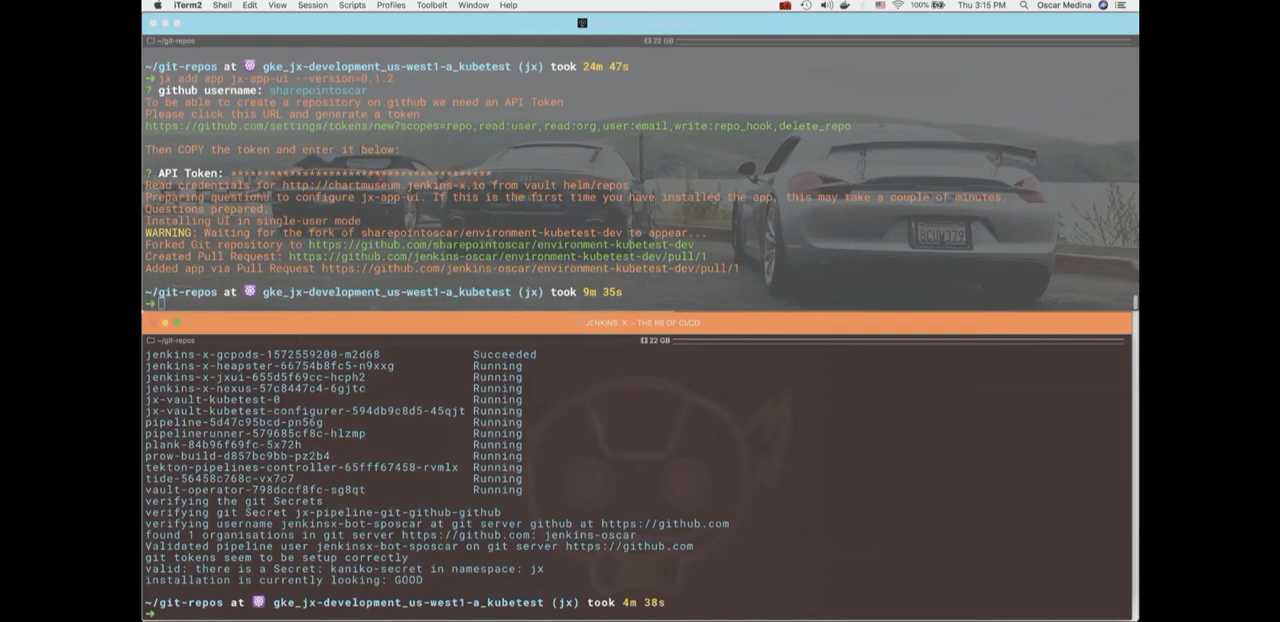 iTerm2 Shell Edit View Session Scripts Profiles Toolbelt Window Help 100% Thu 3:15 PM Oscar Medina
~/git-repos 22 GB
~/git-repos at gke_jx-development_us-west1-a_kubetest (jx) took 24m 47s
jx add app jx-app-ui --version=0.1.2
? github username: sharepointoscar
To be able to create a repository on github we need an API Token
Please click this URL and generate a token
https://github.com/settings/tokens/new?scopes=repo,read:user,read:org,user:email,write:repo_hook,delete_repo
Then COPY the token and enter it below:
? API Token: ****************************************
Read credentials for http://chartmuseum.jenkins-x.io from vault helm/repos
Preparing questions to configure jx-app-ui. If this is the first time you have installed the app, this may take a couple of minutes.
Questions prepared.
Installing UI in single-user mode
WARNING: Waiting for the fork of sharepointoscar/environment-kubetest-dev to appear...
Forked Git repository to https://github.com/sharepointoscar/environment-kubetest-dev
Created Pull Request: https://github.com/jenkins-oscar/environment-kubetest-dev/pull/1
Added app via Pull Request https://github.com/jenkins-oscar/environment-kubetest-dev/pull/1
8CUW379
~/git-repos at gke_jx-development_us-west1-a_kubetest (jx) took 9m 35s
JENKINS X - THE R8 OF CI/CD
~/git-repos 22 GB
jenkins-x-gcpods-1572559200-m2d68 Succeeded
jenkins-x-heapster-66754b8fc5-n9xxg Running
jenkins-x-jxui-655d5f69cc-hcph2 Running
jenkins-x-nexus-57c8447c4-6gjtc Running
jx-vault-kubetest-0 Running
jx-vault-kubetest-configurer-594db9c8d5-45qjt Running
pipeline-5d47c95bcd-pn56g Running
pipelinerunner-579685cf8c-hlzmp Running
plank-84b96f69fc-5x72h Running
prow-build-d857bc9bb-pz2b4 Running
tekton-pipelines-controller-65fff67458-rvmlx Running
tide-56458c768c-vx7c7 Running
vault-operator-798dccf8fc-sg8qt Running
verifying the git Secrets
verifying git Secret jx-pipeline-git-github-github
verifying username jenkinsx-bot-sposcar at git server github at https://github.com
found 1 organisations in git server https://github.com: jenkins-oscar
Validated pipeline user jenkinsx-bot-sposcar on git server https://github.com
git tokens seem to be setup correctly
valid: there is a Secret: kaniko-secret in namespace: jx
installation is currently looking: GOOD
~/git-repos at gke_jx-development_us-west1-a_kubetest (jx) took 4m 38s